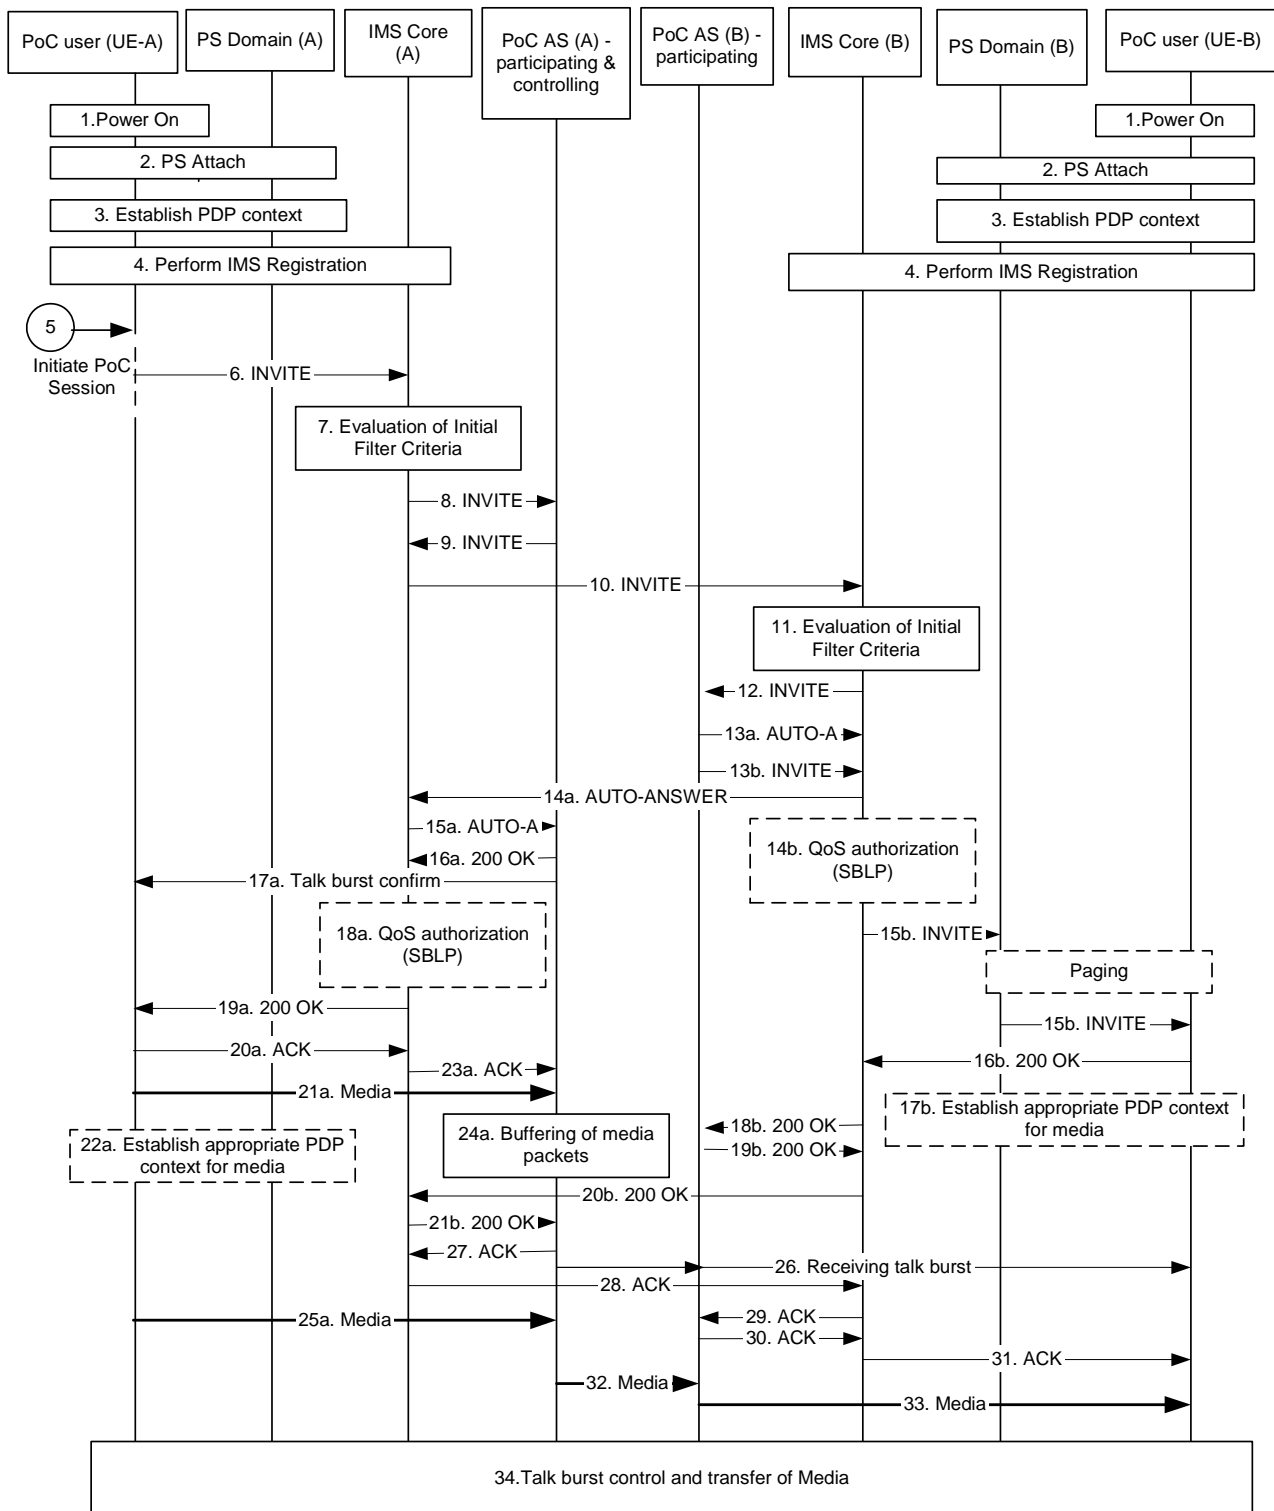 PoC user (UE-A)
PS Domain (A)
IMS Core
(A)
PoC AS (A) -
participating &
controlling
PoC AS (B) -
participating
IMS Core (B)
PS Domain (B)
PoC user (UE-B)
1.Power On
1.Power On
2. PS Attach
2. PS Attach
3. Establish PDP context
3. Establish PDP context
4. Perform IMS Registration
4. Perform IMS Registration
5
Initiate PoC
Session
6. INVITE
7. Evaluation of Initial
Filter Criteria
8. INVITE
9. INVITE
10. INVITE
11. Evaluation of Initial
Filter Criteria
12. INVITE
13a. AUTO-A
13b. INVITE
14a. AUTO-ANSWER
15a. AUTO-A
14b. QoS authorization
(SBLP)
16a. 200 OK
17a. Talk burst confirm
18a. QoS authorization
(SBLP)
15b. INVITE
Paging
19a. 200 OK
15b. INVITE
20a. ACK
16b. 200 OK
23a. ACK
21a. Media
17b. Establish appropriate PDP context
for media
18b. 200 OK
22a. Establish appropriate PDP
context for media
24a. Buffering of media
packets
19b. 200 OK
20b. 200 OK
21b. 200 OK
27. ACK
26. Receiving talk burst
28. ACK
25a. Media
29. ACK
30. ACK
31. ACK
32. Media
33. Media
34.Talk burst control and transfer of Media